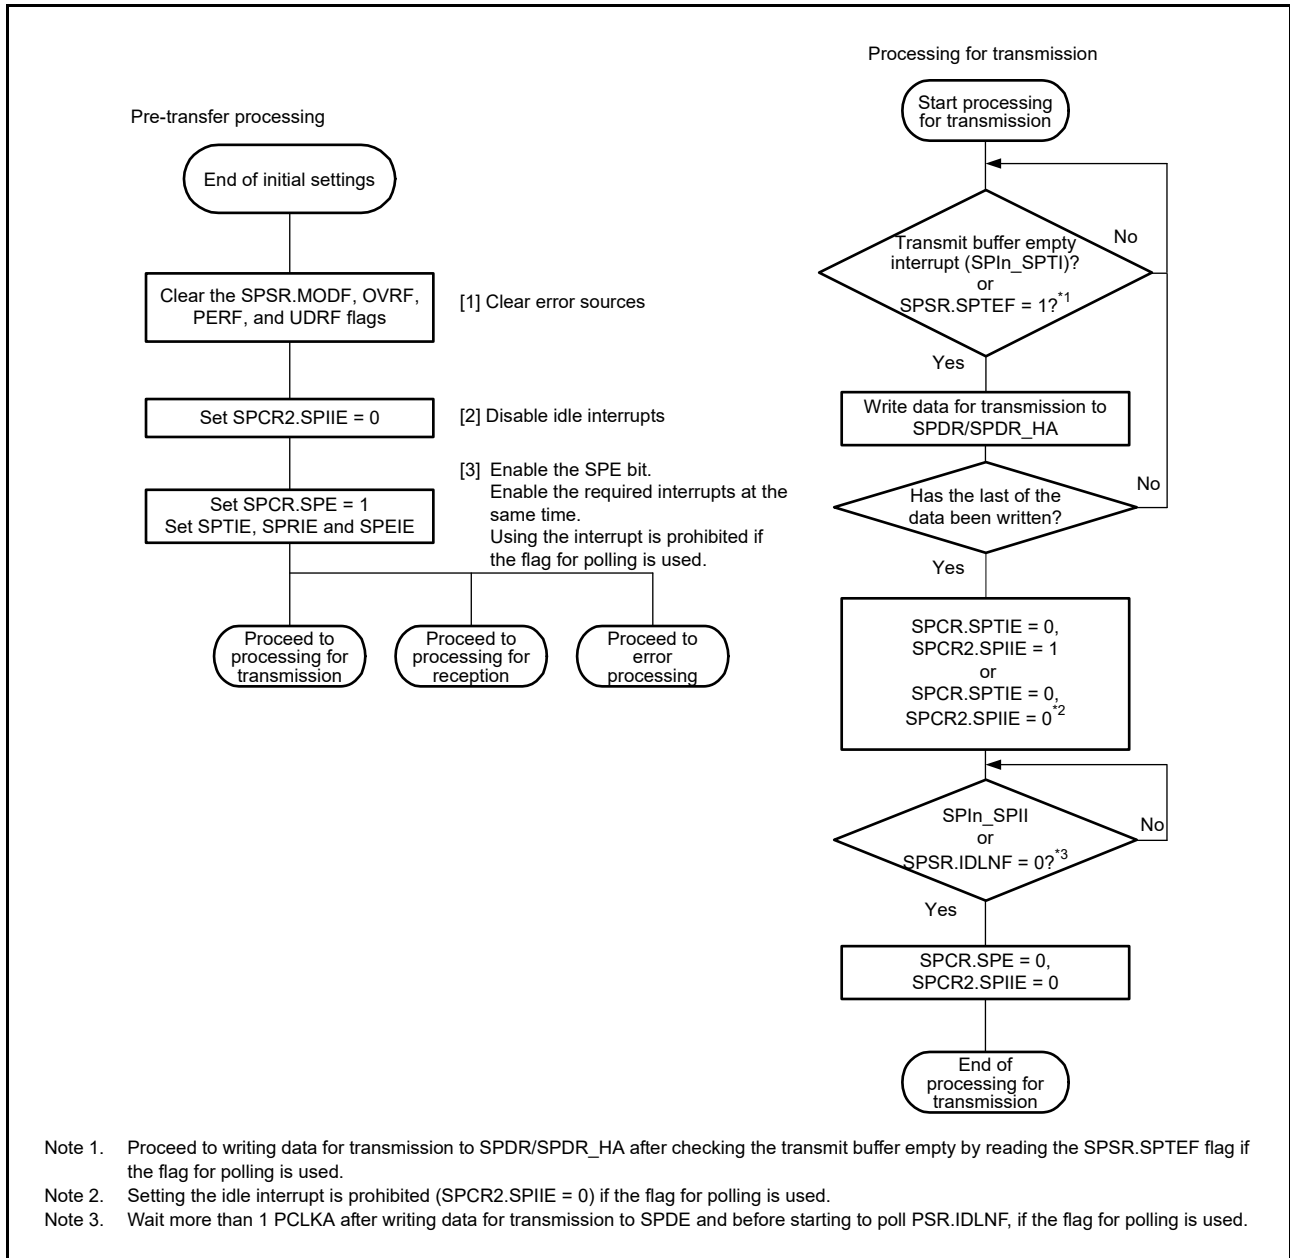 Pre-transfer processing
End of initial settings
Clear the SPSR.MODF, OVRF,
PERF, and UDRF flags
[1] Clear error sources
Set SPCR2.SPIIE = 0
[2] Disable idle interrupts
Set SPCR.SPE = 1
Set SPTIE, SPRIE and SPEIE
[3] Enable the SPE bit.
Enable the required interrupts at the
same time.
Using the interrupt is prohibited if
the flag for polling is used.
Proceed to
processing for
transmission
Proceed to
processing for
reception
Proceed to
error
processing
Processing for transmission
Start processing
for transmission
Transmit buffer empty
interrupt (SPIn_SPTI)?
or
SPSR.SPTEF = 1?*1
No
Yes
Write data for transmission to
SPDR/SPDR_HA
Has the last of the
data been written?
No
Yes
SPCR.SPTIE = 0,
SPCR2.SPIIE = 1
or
SPCR.SPTIE = 0,
SPCR2.SPIIE = 0*2
SPIn_SPII
or
SPSR.IDLNF = 0?*3
No
Yes
SPCR.SPE = 0,
SPCR2.SPIIE = 0
End of
processing for
transmission
Note 1. Proceed to writing data for transmission to SPDR/SPDR_HA after checking the transmit buffer empty by reading the SPSR.SPTEF flag if
the flag for polling is used.
Note 2. Setting the idle interrupt is prohibited (SPCR2.SPIIE = 0) if the flag for polling is used.
Note 3. Wait more than 1 PCLKA after writing data for transmission to SPDE and before starting to poll PSR.IDLNF, if the flag for polling is used.